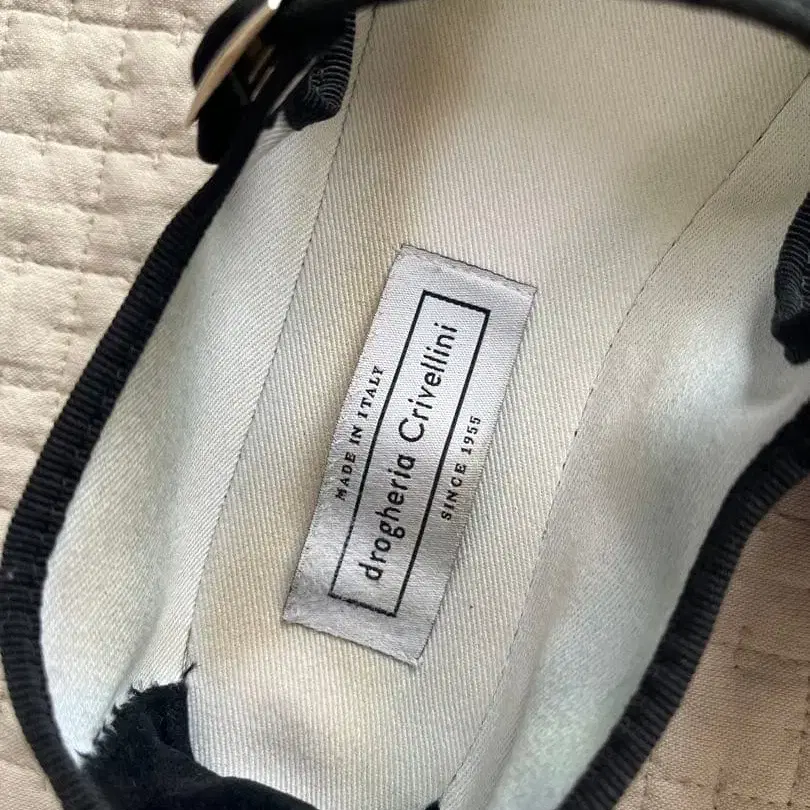 MADE IN ITALY
drogheria Crivellini
SINCE 1955